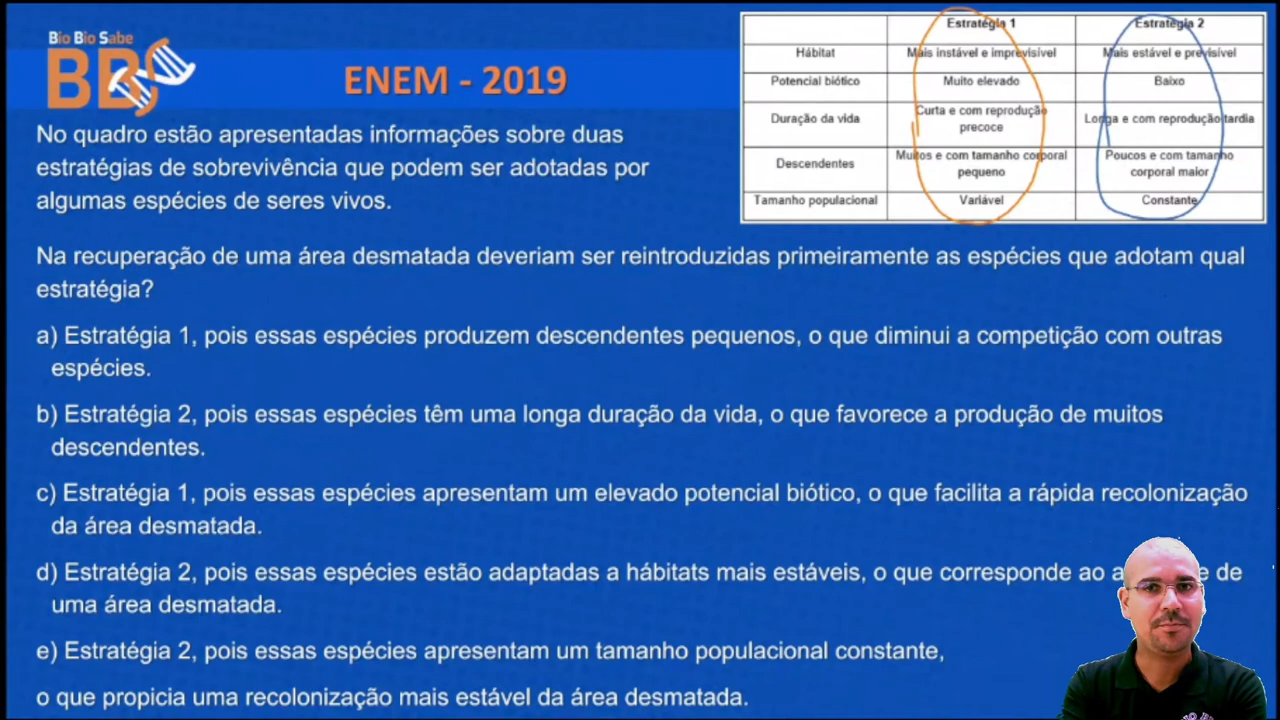 Bio Bio Sabe
BBS
ENEM - 2019
No quadro estão apresentadas informações sobre duas
estratégias de sobrevivência que podem ser adotadas por
algumas espécies de seres vivos.
Estratégia 1 Estratégia 2
Hábitat Mais instável e imprevisível Mais estável e previsível
Potencial biótico Muito elevado Baixo
Duração da vida Curta e com reprodução precoce Longa e com reprodução tardia
Descendentes Muitos e com tamanho corporal pequeno Poucos e com tamanho corporal maior
Tamanho populacional Variável Constante
Na recuperação de uma área desmatada deveriam ser reintroduzidas primeiramente as espécies que adotam qual
estratégia?
a) Estratégia 1, pois essas espécies produzem descendentes pequenos, o que diminui a competição com outras
espécies.
b) Estratégia 2, pois essas espécies têm uma longa duração da vida, o que favorece a produção de muitos
descendentes.
c) Estratégia 1, pois essas espécies apresentam um elevado potencial biótico, o que facilita a rápida recolonização
da área desmatada.
d) Estratégia 2, pois essas espécies estão adaptadas a hábitats mais estáveis, o que corresponde ao de
uma área desmatada.
e) Estratégia 2, pois essas espécies apresentam um tamanho populacional constante,
o que propicia uma recolonização mais estável da área desmatada.